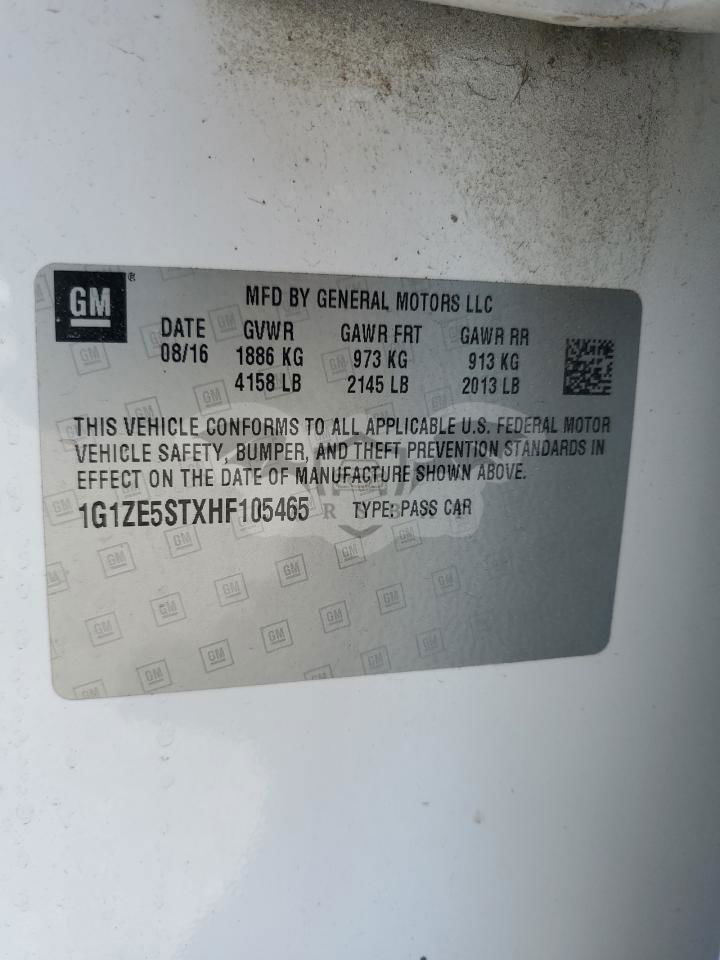 GM ®
MFD BY GENERAL MOTORS LLC
DATE GVWR GAWR FRT GAWR RR
08/16 1886 KG 973 KG 913 KG
4158 LB 2145 LB 2013 LB
THIS VEHICLE CONFORMS TO ALL APPLICABLE U.S. FEDERAL MOTOR
VEHICLE SAFETY, BUMPER, AND THEFT PREVENTION STANDARDS IN
EFFECT ON THE DATE OF MANUFACTURE SHOWN ABOVE.
1G1ZE5STXHF105465 TYPE: PASS CAR